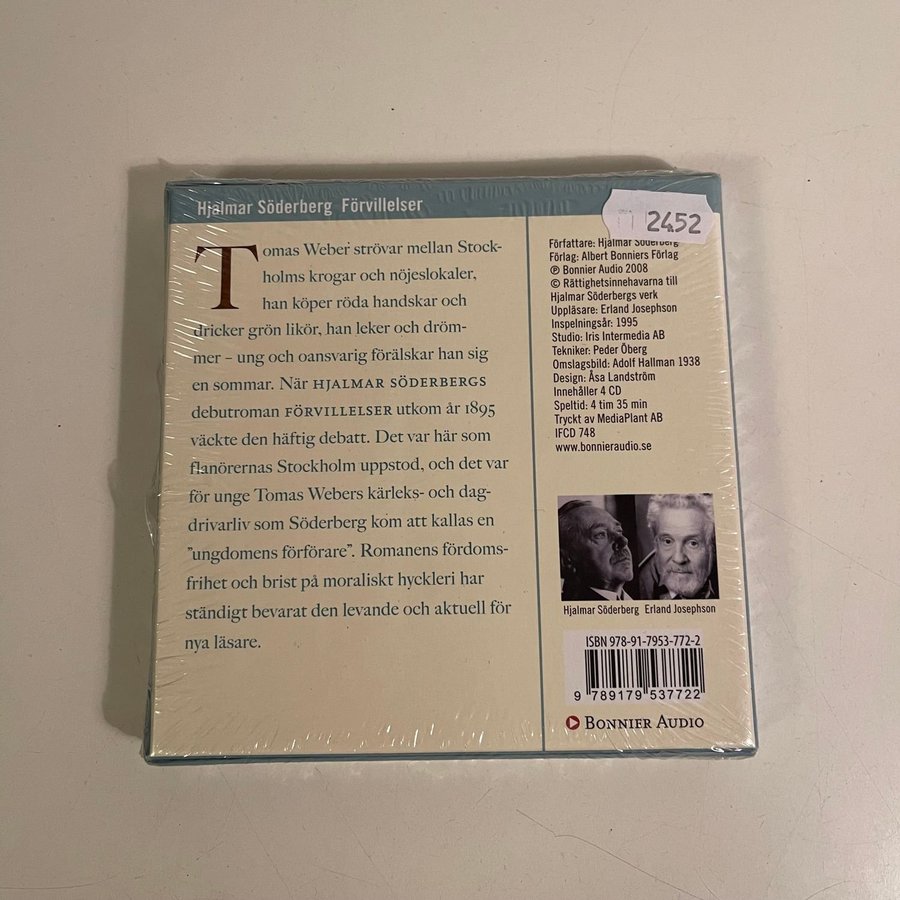 Hjalmar Söderberg Förvillelser
Tomas Weber strövar mellan Stock-
holms krogar och nöjeslokaler,
han köper röda handskar och
dricker grön likör, han leker och dröm-
mer – ung och oansvarig förälskar han sig
en sommar. När HJALMAR SÖDERBERGS
debutroman FÖRVILLELSER utkom år 1895
väckte den häftig debatt. Det var här som
flanörernas Stockholm uppstod, och det var
för unge Tomas Webers kärleks- och dag-
drivarliv som Söderberg kom att kallas en
"ungdomens förförare". Romanens fördoms-
frihet och brist på moraliskt hyckleri har
ständigt bevarat den levande och aktuell för
nya läsare.
2452
Författare: Hjalmar Söderberg
Förlag: Albert Bonniers Förlag
℗ Bonnier Audio 2008
© Rättighetsinnehavarna till
Hjalmar Söderbergs verk
Uppläsare: Erland Josephson
Inspelningsår: 1995
Studio: Iris Intermedia AB
Tekniker: Peder Öberg
Omslagsbild: Adolf Hallman 1938
Design: Åsa Landström
Innehåller 4 CD
Speltid: 4 tim 35 min
Tryckt av MediaPlant AB
IFCD 748
www.bonnieraudio.se
Hjalmar Söderberg Erland Josephson
ISBN 978-91-7953-772-2
9 789179 537722
BONNIER AUDIO